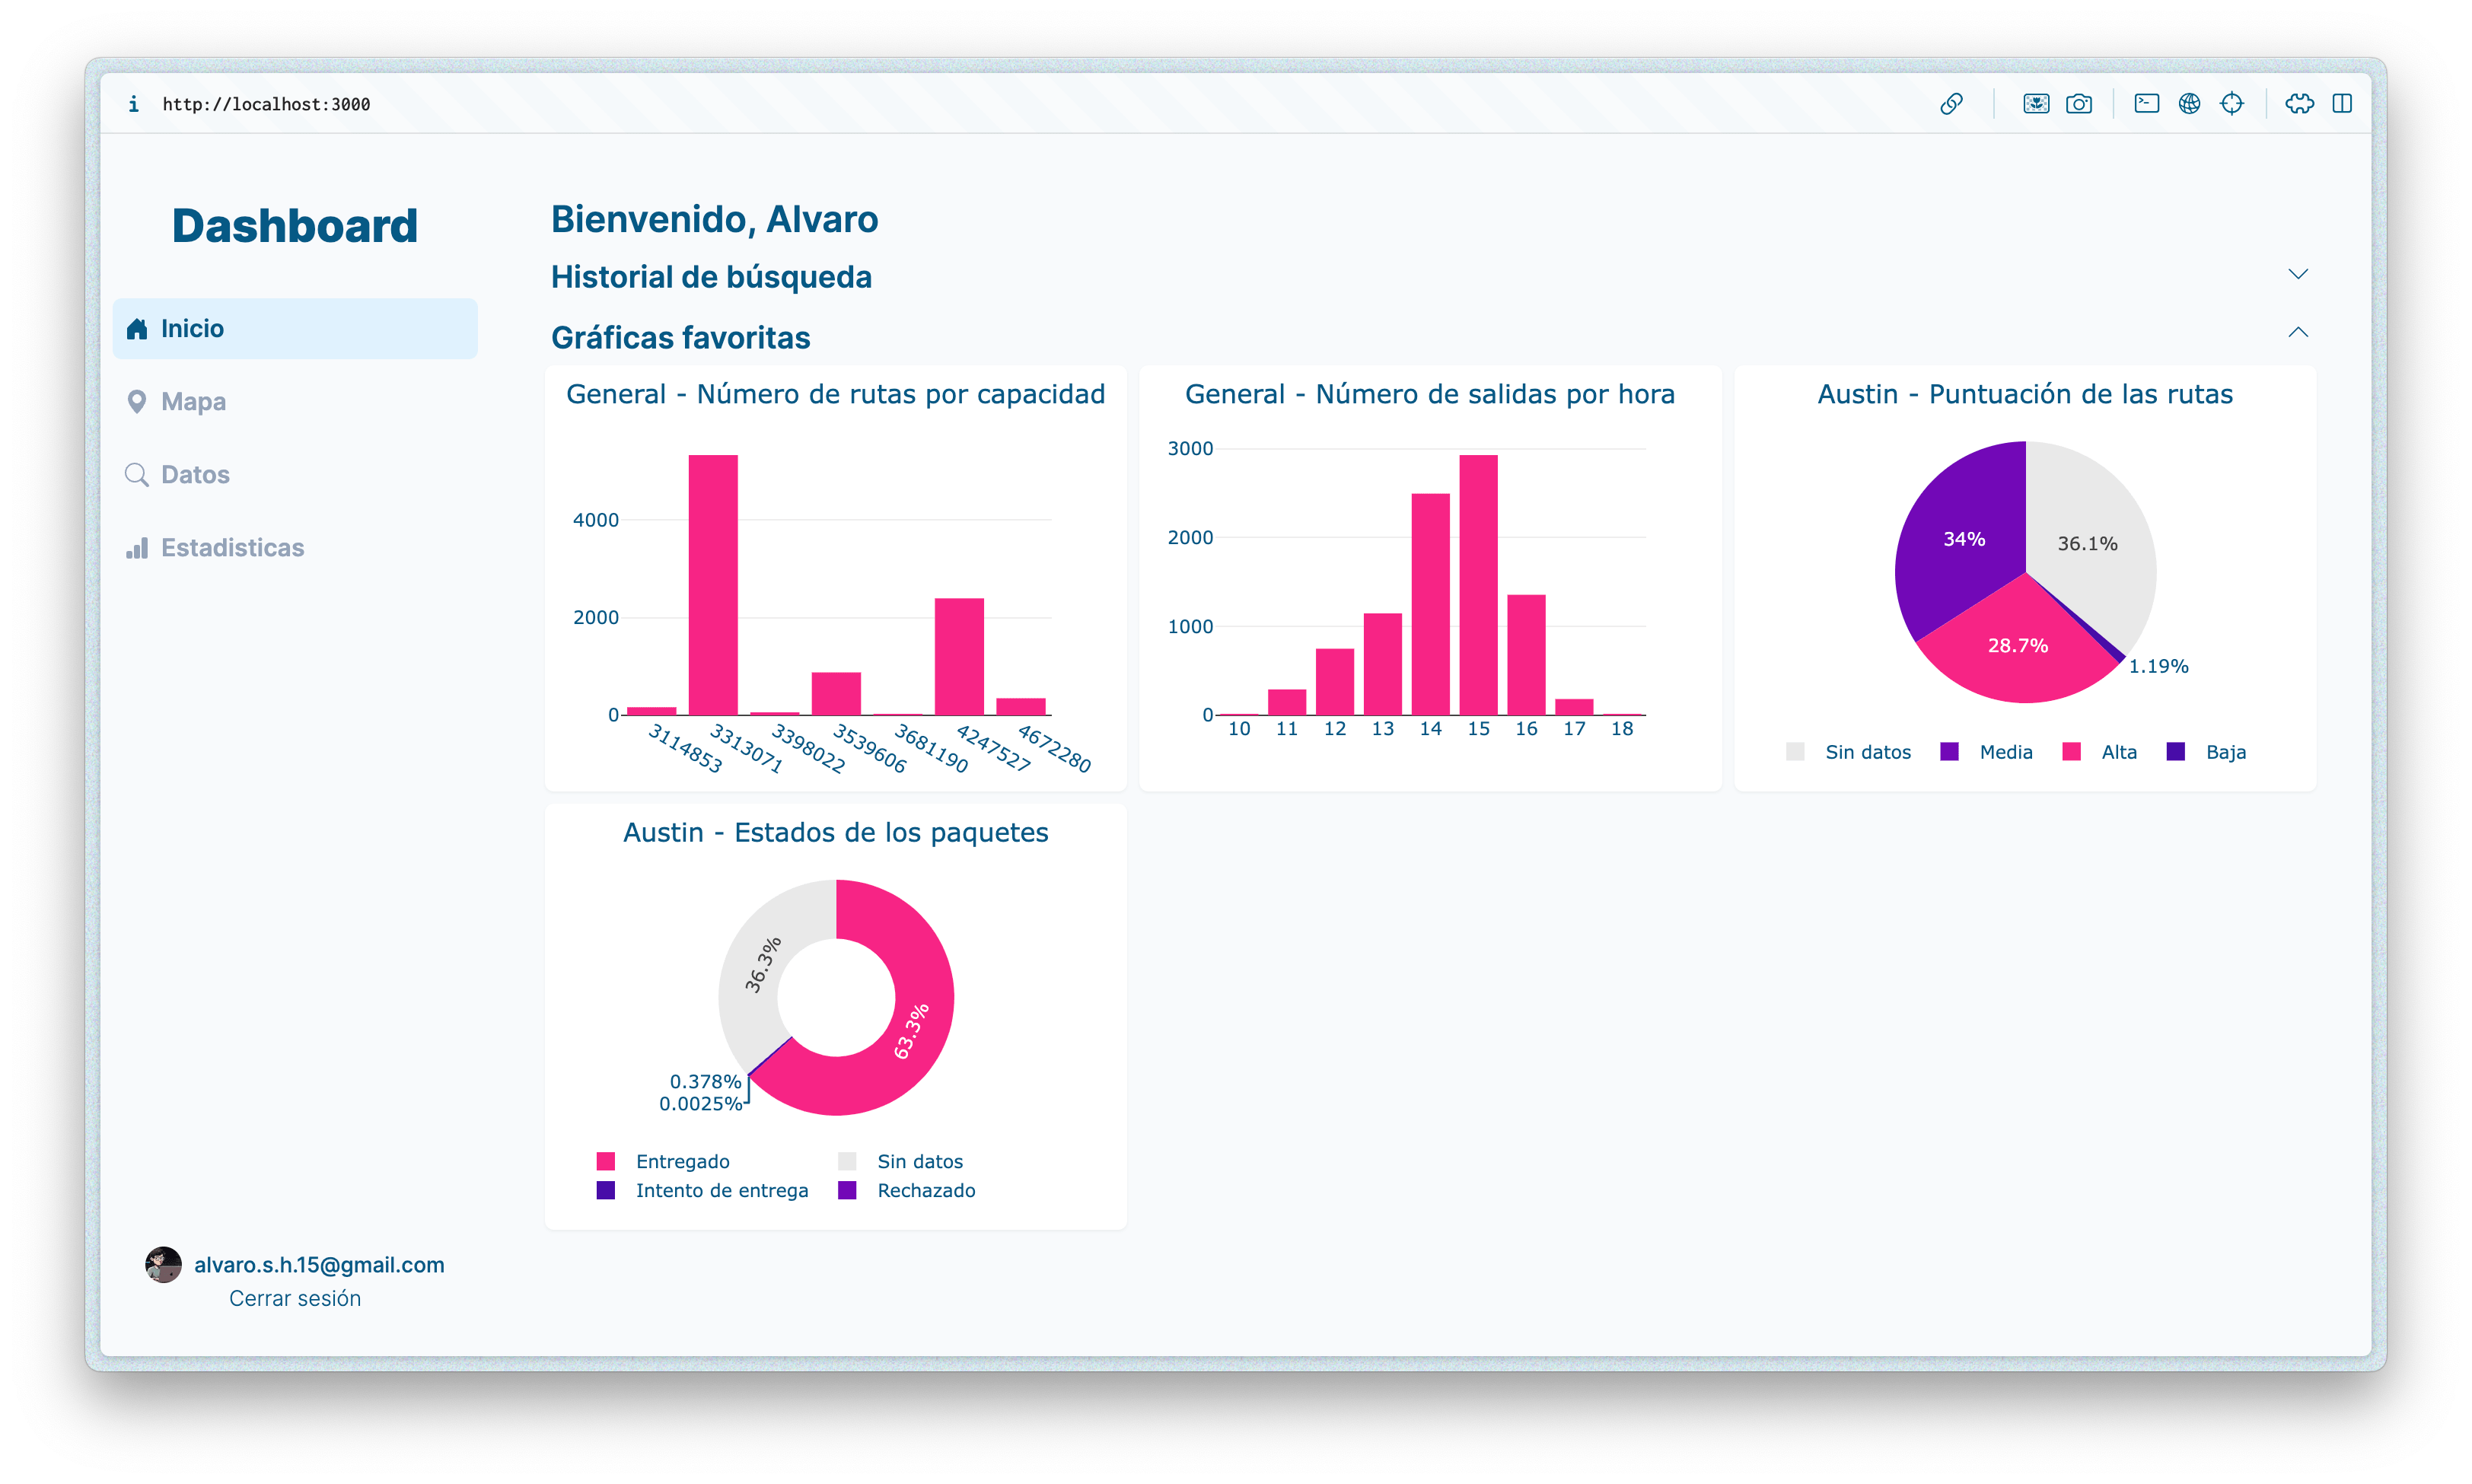 i http://localhost:3000
Dashboard
Inicio
Mapa
Datos
Estadisticas
alvaro.s.h.15@gmail.com
Cerrar sesión
Bienvenido, Alvaro
Historial de búsqueda
Gráficas favoritas
General - Número de rutas por capacidad
4000
2000
0
3114853 3313071 3398022 3539606 3681190 4247527 4672280
General - Número de salidas por hora
3000
2000
1000
0
10 11 12 13 14 15 16 17 18
Austin - Puntuación de las rutas
34%
36.1%
28.7%
1.19%
Sin datos Media Alta Baja
Austin - Estados de los paquetes
36.3%
63.3%
0.378%
0.0025%
Entregado Sin datos
Intento de entrega Rechazado